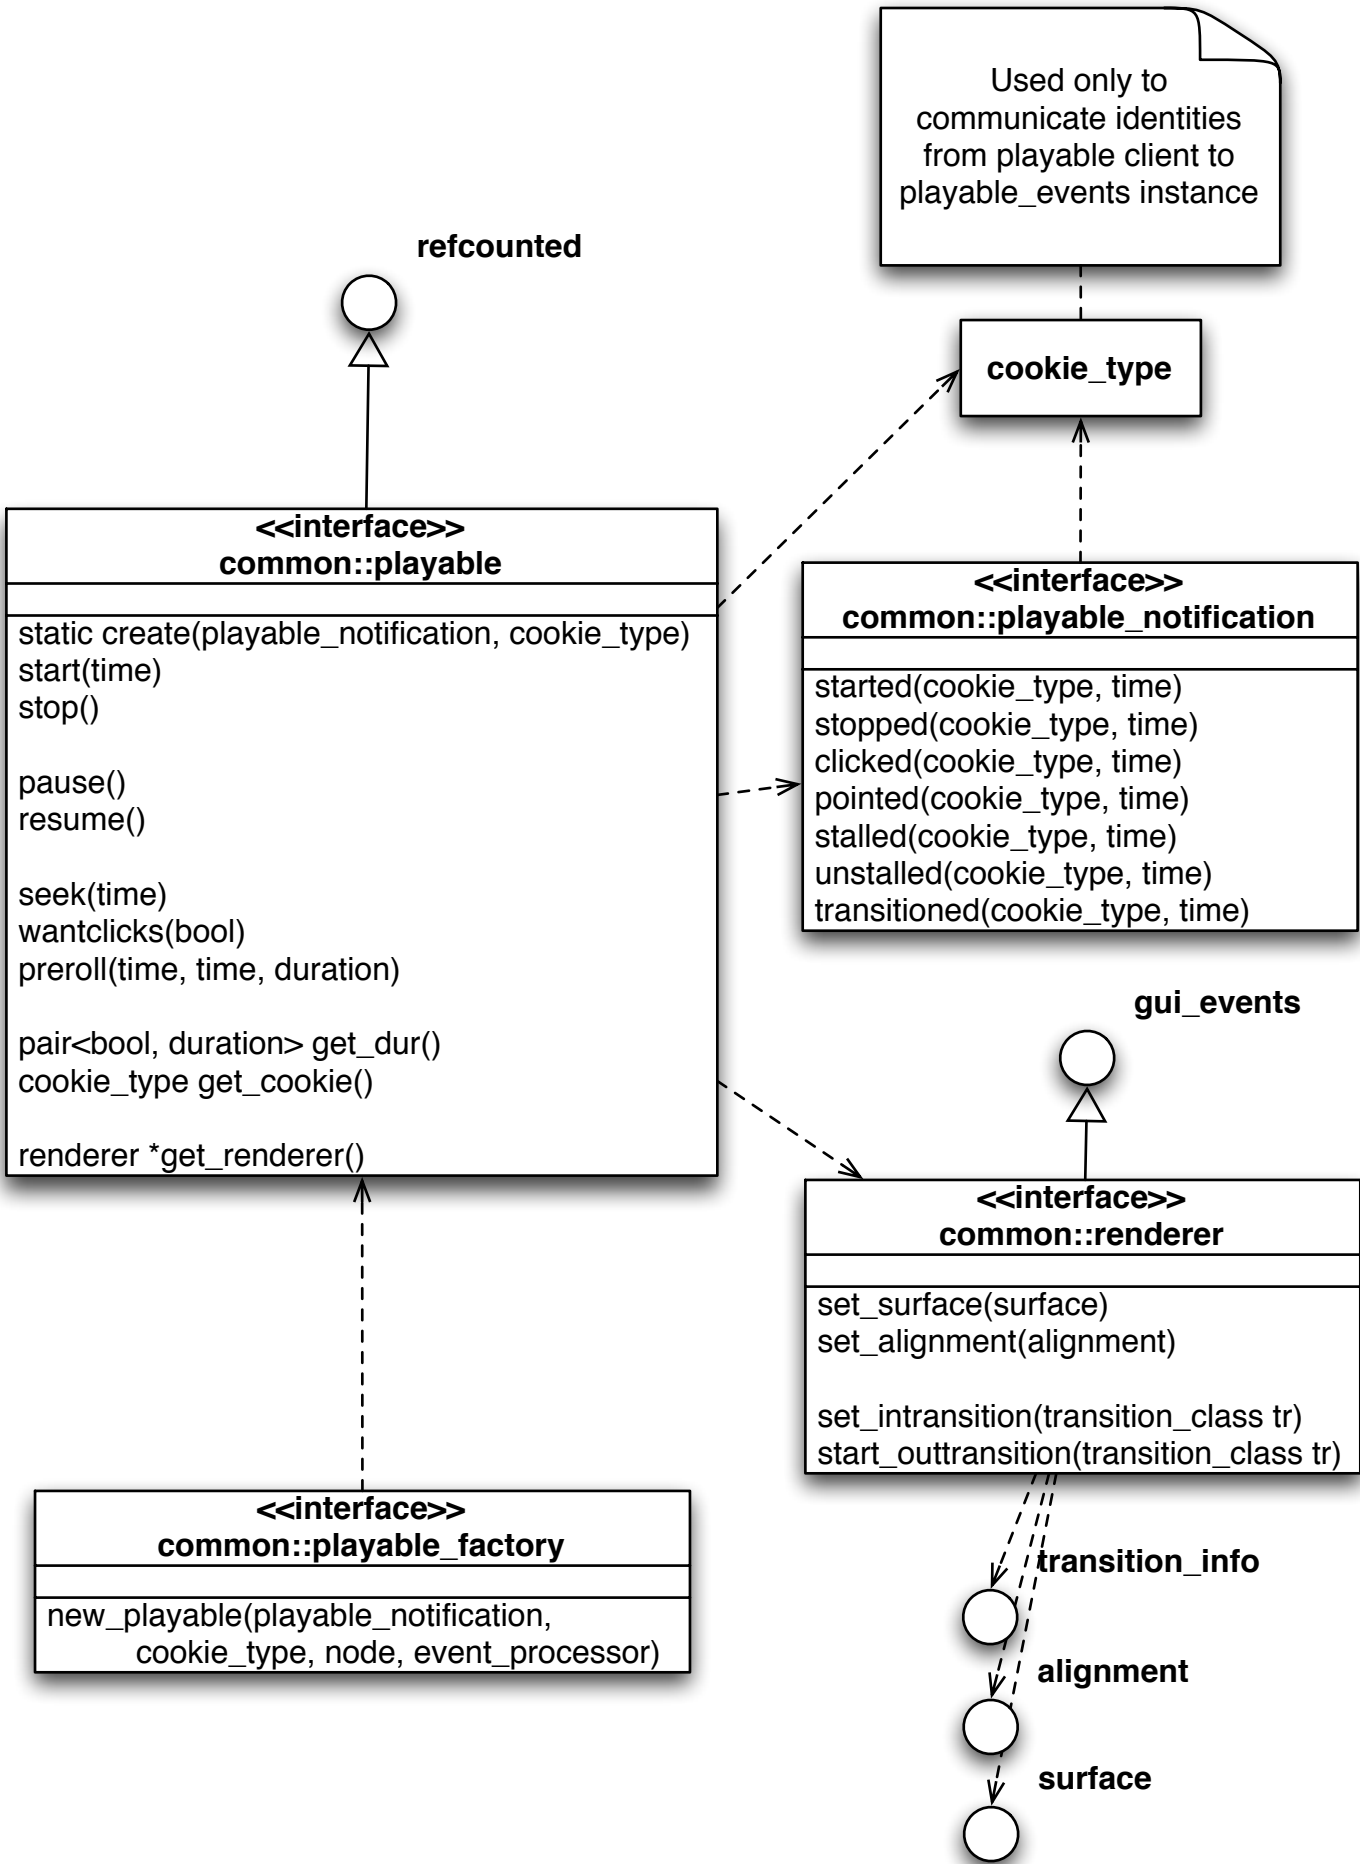 Used only to
communicate identities
from playable client to
playable_events instance
refcounted
cookie_type
<<interface>>
common::playable
static create(playable_notification, cookie_type)
start(time)
stop()
pause()
resume()
seek(time)
wantclicks(bool)
preroll(time, time, duration)
pair<bool, duration> get_dur()
cookie_type get_cookie()
renderer *get_renderer()
<<interface>>
common::playable_notification
started(cookie_type, time)
stopped(cookie_type, time)
clicked(cookie_type, time)
pointed(cookie_type, time)
stalled(cookie_type, time)
unstalled(cookie_type, time)
transitioned(cookie_type, time)
gui_events
<<interface>>
common::renderer
set_surface(surface)
set_alignment(alignment)
set_intransition(transition_class tr)
start_outtransition(transition_class tr)
<<interface>>
common::playable_factory
new_playable(playable_notification,
cookie_type, node, event_processor)
transition_info
alignment
surface